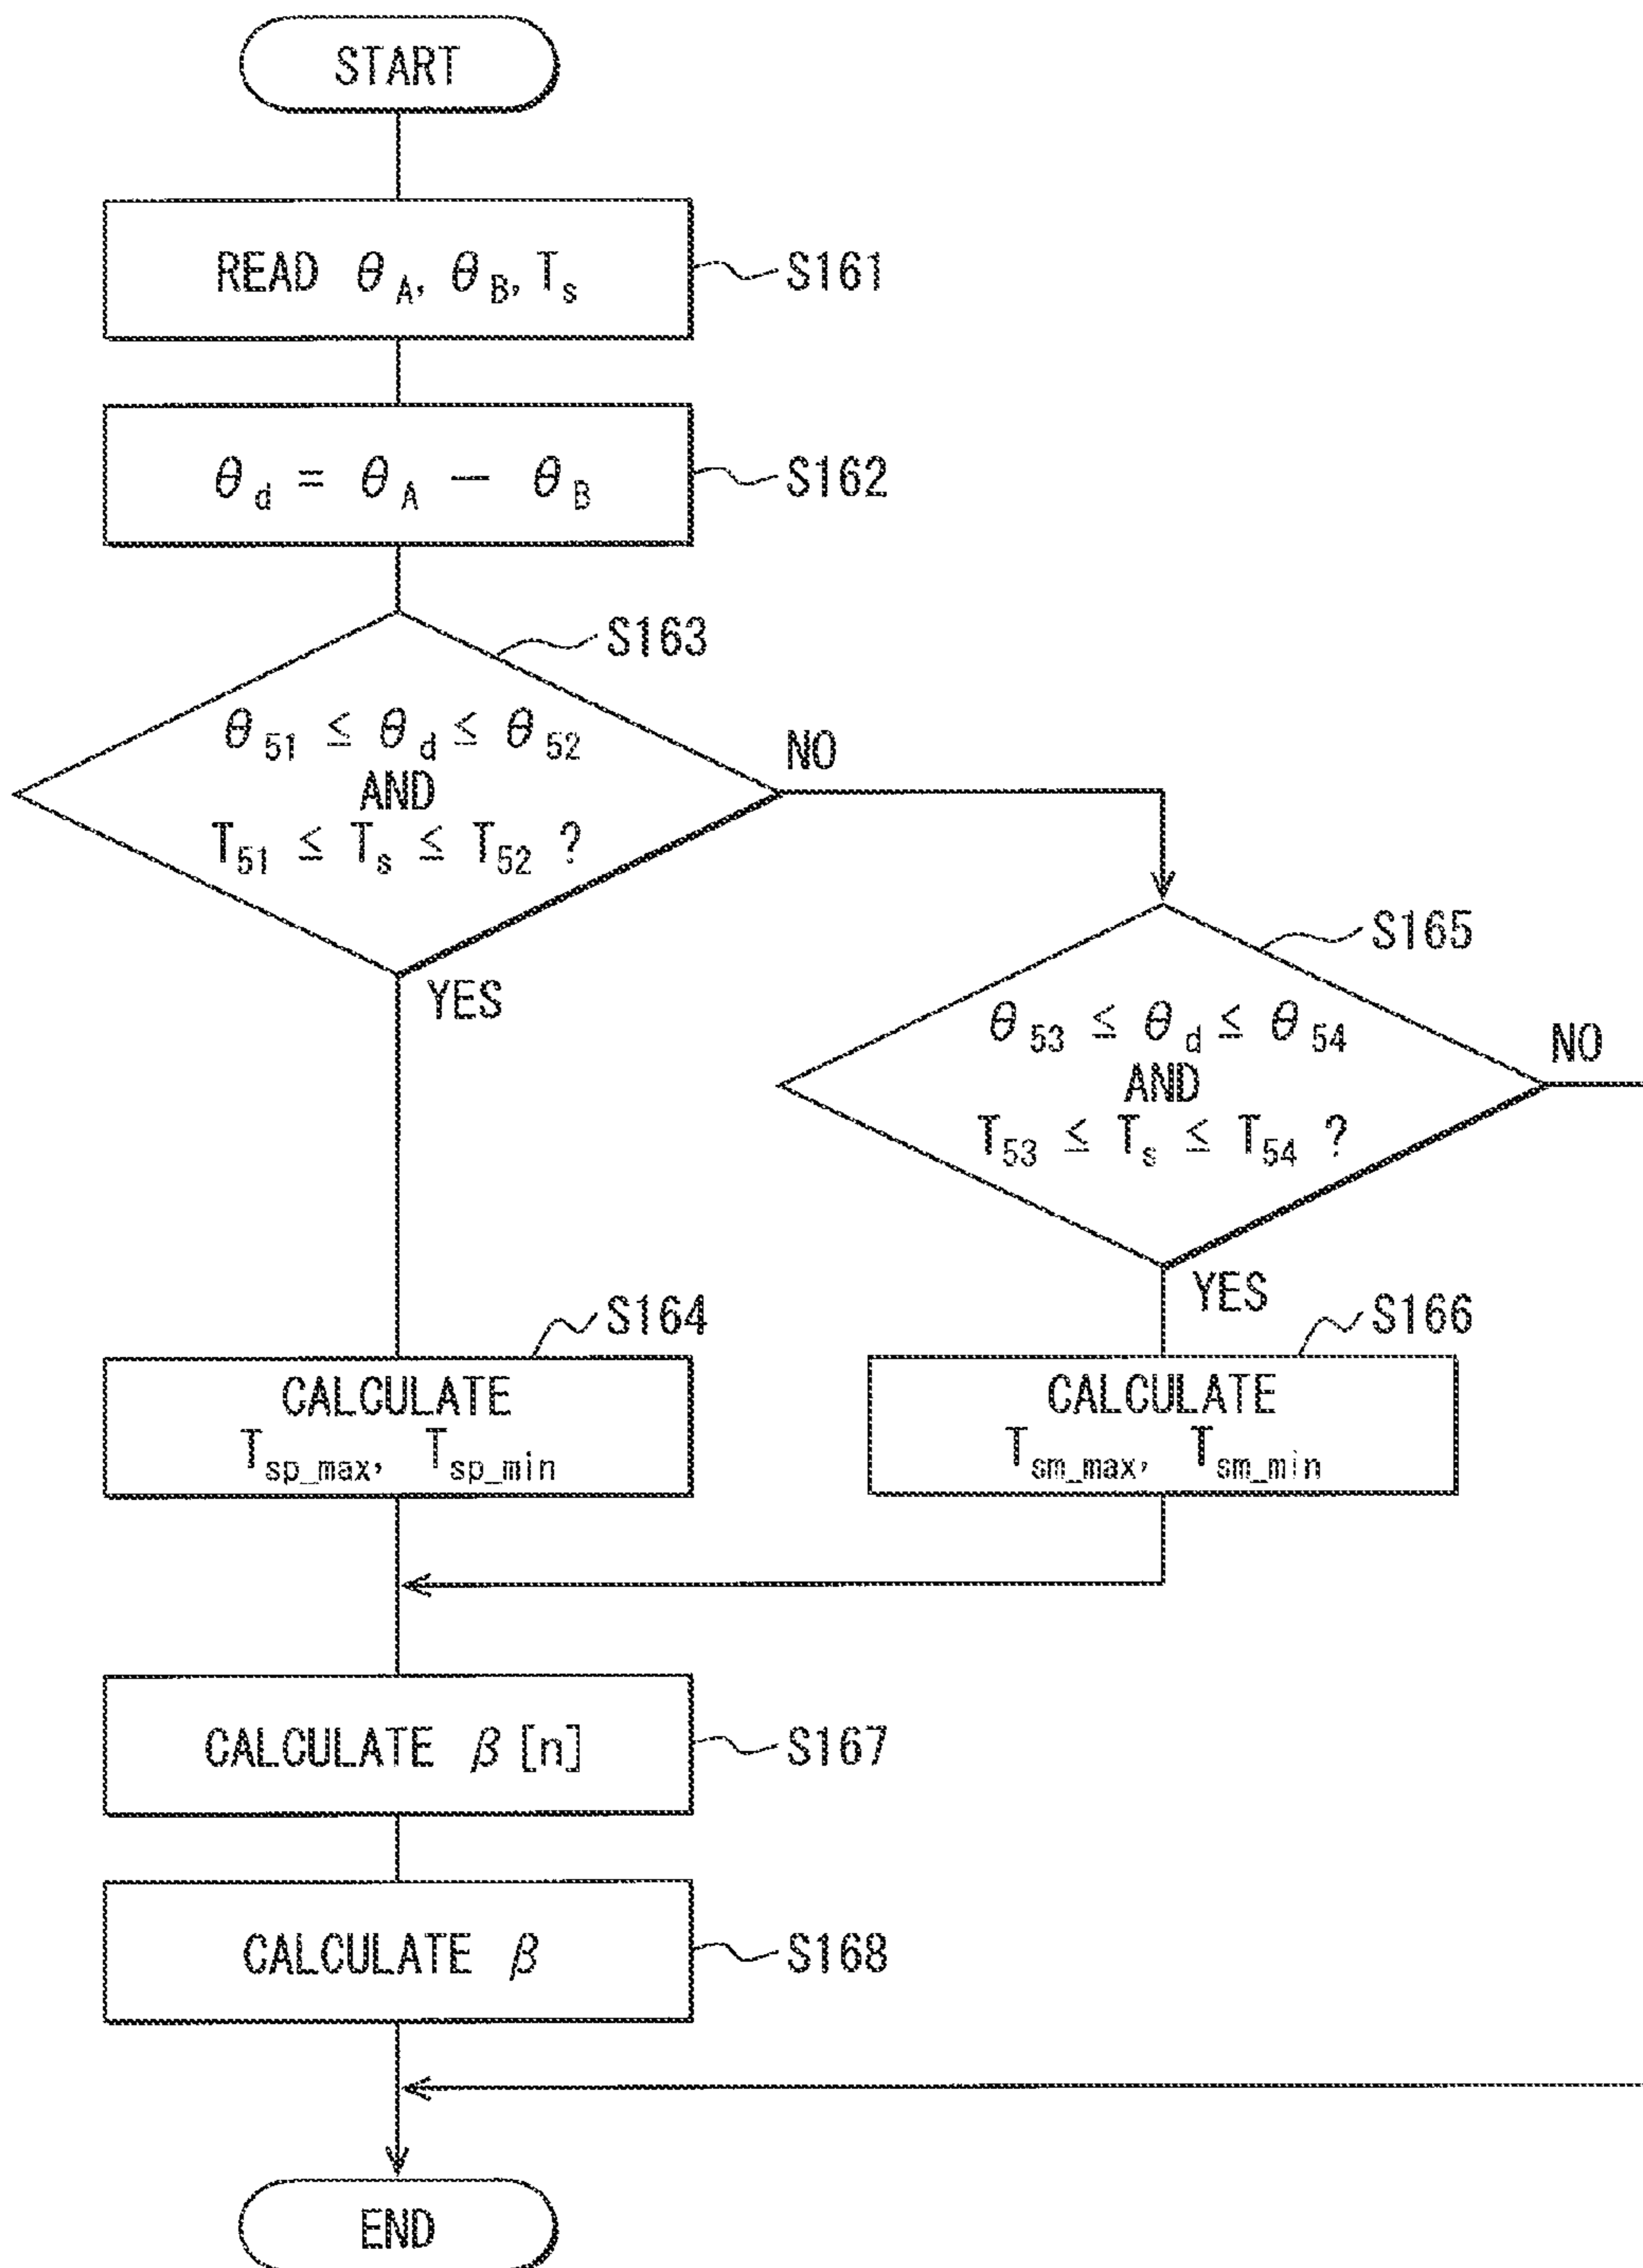 START
READ θA, θB, Ts
S161
θd = θA − θB
S162
S163
θ51 ≤ θd ≤ θ52
AND
T51 ≤ Ts ≤ T52 ?
NO
YES
S165
θ53 ≤ θd ≤ θ54
AND
T53 ≤ Ts ≤ T54 ?
NO
YES
S164
CALCULATE
Tsp_max, Tsp_min
S166
CALCULATE
Tsm_max, Tsm_min
CALCULATE β[n]
S167
CALCULATE β
S168
END